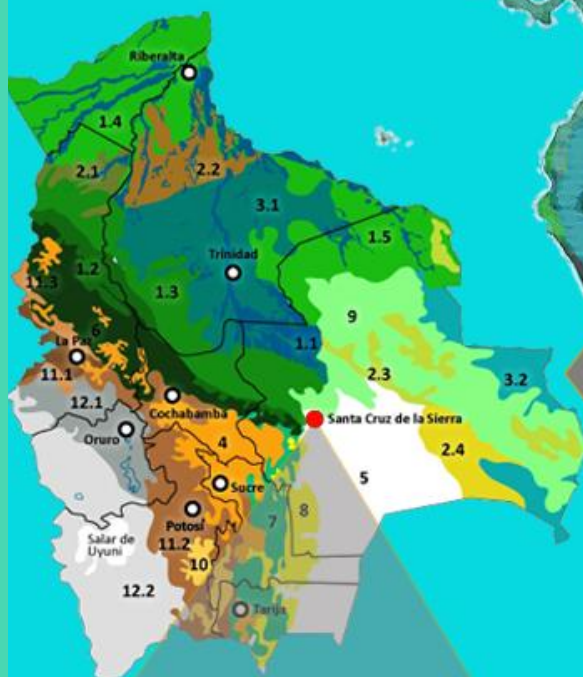 Riberalta
1.4
2.1
2.2
3.1
1.5
Trinidad
1.2
11.3
1.3
9
6
La Paz
1.1
2.3
11.1
3.2
12.1
Cochabamba
Santa Cruz de la Sierra
Oruro
4
2.4
5
Sucre
Potosí
7
8
Salar de
Uyuni
11.2
10
12.2
Tarija